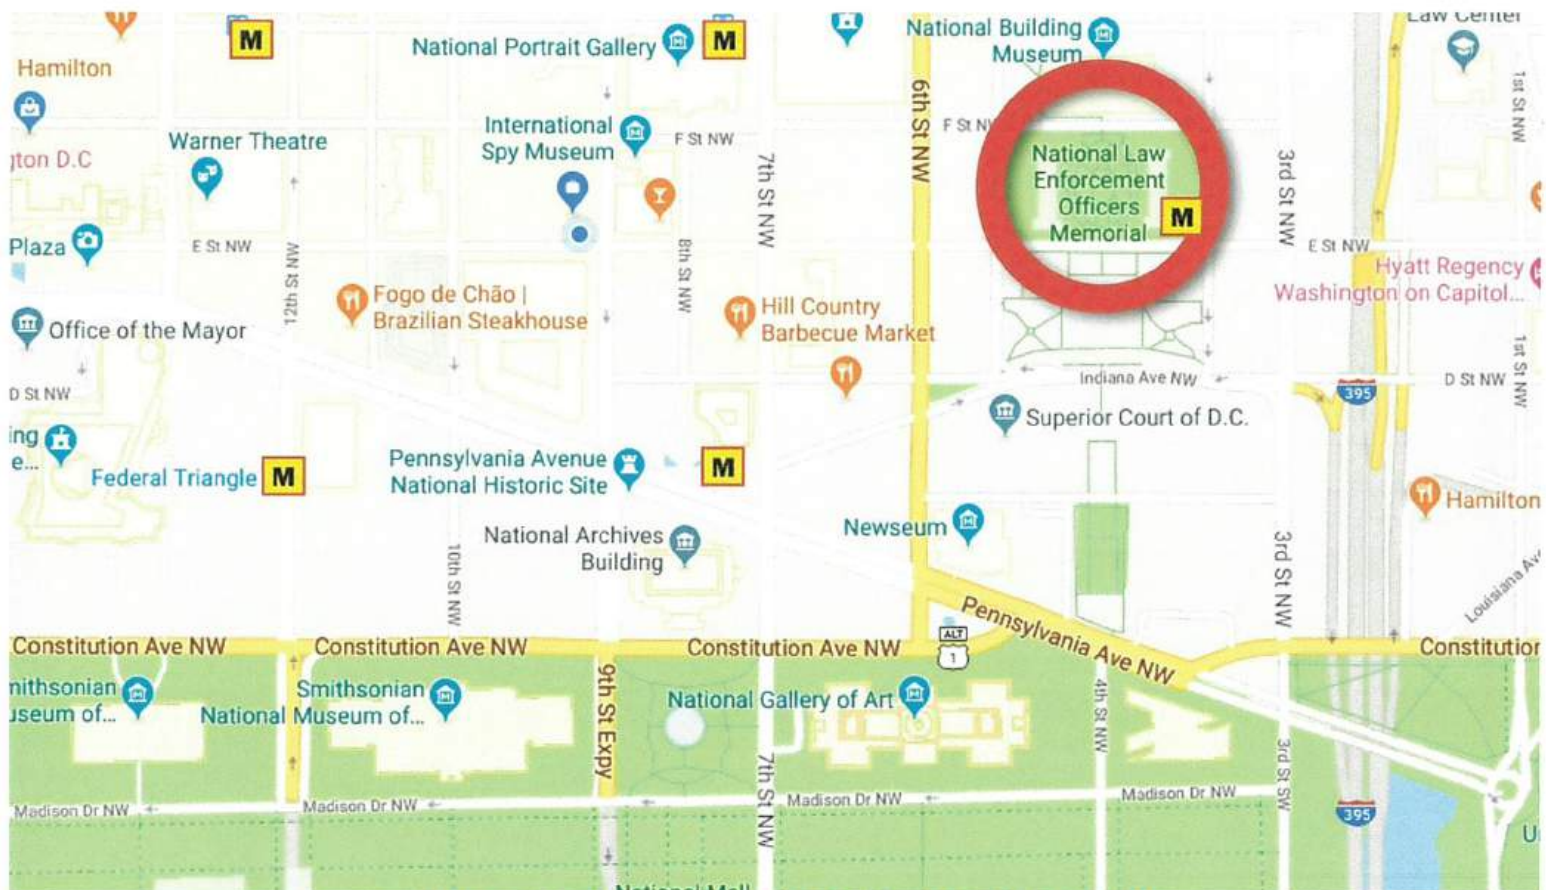 Law Center
National Building
Museum
M
National Portrait Gallery
M
Hamilton
6th St NW
1st St NW
International
Spy Museum
F St NW
F St NW
Warner Theatre
gton D.C
7th St NW
National Law
Enforcement
Officers
Memorial
M
3rd St NW
Plaza
E St NW
12th St NW
8th St NW
E St NW
Hyatt Regency
Washington on Capitol...
Fogo de Chão |
Brazilian Steakhouse
Hill Country
Barbecue Market
Office of the Mayor
1st St NW
D St NW
Indiana Ave NW
395
D St NW
Superior Court of D.C.
ing
e...
Federal Triangle
M
Pennsylvania Avenue
National Historic Site
M
Hamilton
Newseum
National Archives
Building
10th St NW
3rd St NW
Louisiana Av
Pennsylvania Ave NW
ALT
1
Constitution Ave NW
Constitution Ave NW
Constitution Ave NW
Constitution
mithsonian
useum of...
Smithsonian
National Museum of...
9th St Expy
National Gallery of Art
4th St NW
7th St NW
3rd St SW
Madison Dr NW
Madison Dr NW
Madison Dr NW
Madison Dr NW
395
U
National Mall